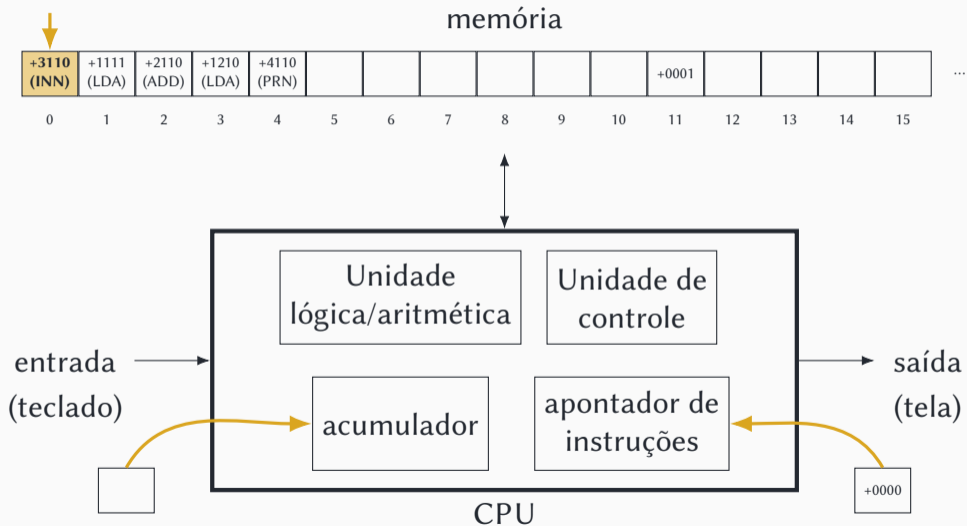 memória
+3110 +1111 +2110 +1210 +4110 +0001 ...
(INN) (LDA) (ADD) (LDA) (PRN)
0 1 2 3 4 5 6 7 8 9 10 11 12 13 14 15
Unidade
lógica/aritmética
Unidade de
controle
entrada
(teclado)
saída
(tela)
acumulador
apontador de
instruções
+0000
CPU